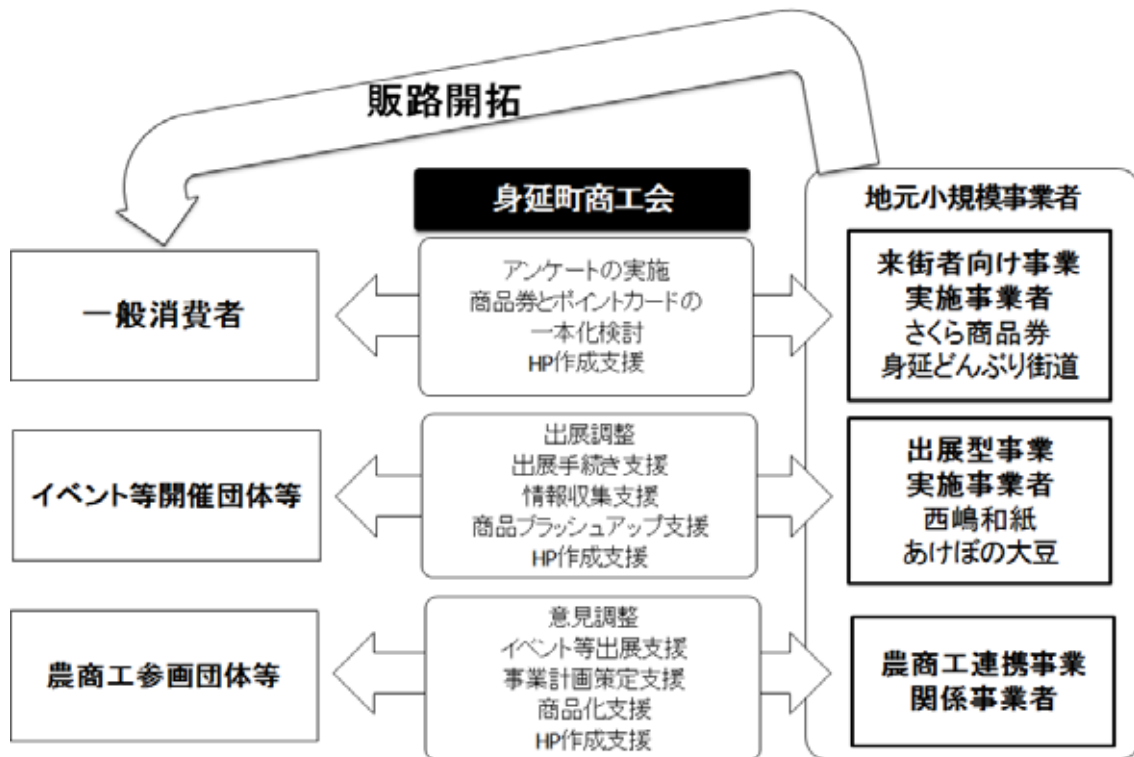 販路開拓
身延町商工会
地元小規模事業者
一般消費者
アンケートの実施
商品券とポイントカードの
一本化検討
HP作成支援
来街者向け事業
実施事業者
さくら商品券
身延どんぶり街道
イベント等開催団体等
出展調整
出展手続き支援
情報収集支援
商品ブラッシュアップ支援
HP作成支援
出展型事業
実施事業者
西嶋和紙
あけぼの大豆
農商工参画団体等
意見調整
イベント等出展支援
事業計画策定支援
商品化支援
HP作成支援
農商工連携事業
関係事業者